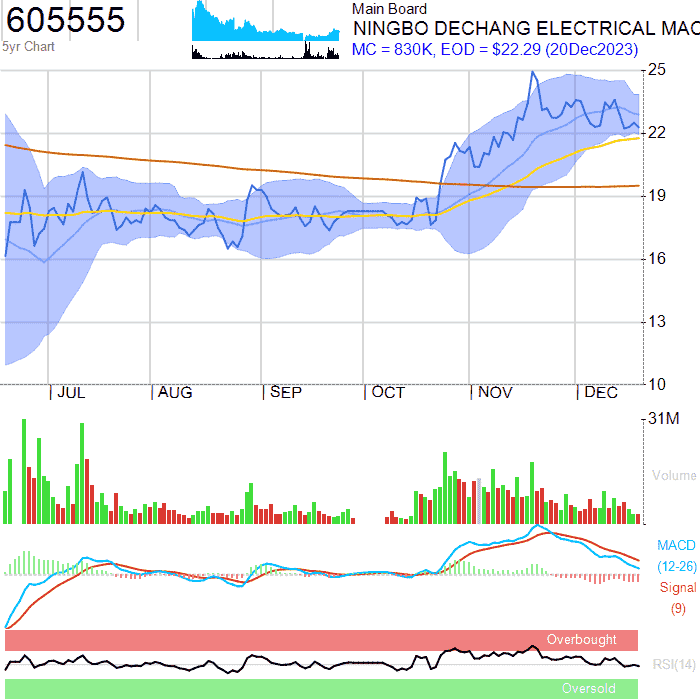 605555
5yr Chart
Main Board
NINGBO DECHANG ELECTRICAL MAC
MC = 830K, EOD = $22.29 (20Dec2023)
25
22
19
16
13
10
JUL AUG SEP OCT NOV DEC
31M
Volume
MACD
(12-26)
Signal
(9)
Overbought
RSI(14)
Oversold